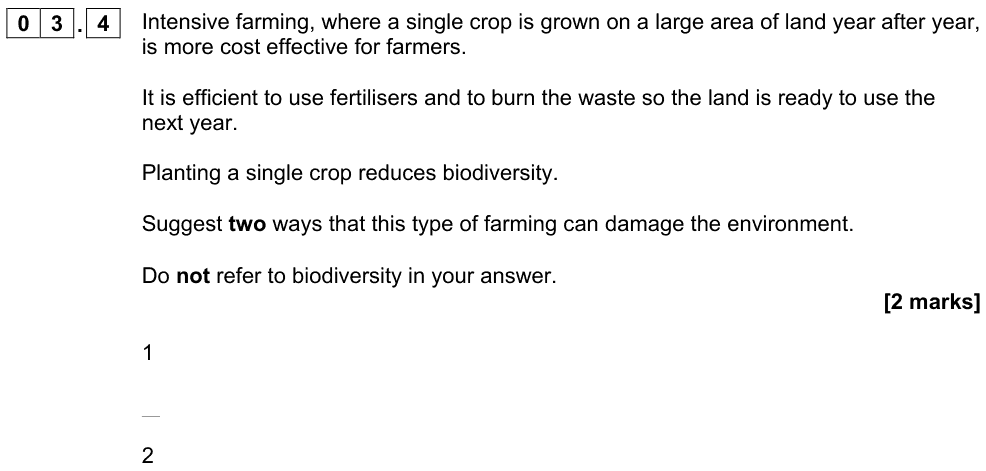 03.4 Intensive farming, where a single crop is grown on a large area of land year after year,
is more cost effective for farmers.
It is efficient to use fertilisers and to burn the waste so the land is ready to use the
next year.
Planting a single crop reduces biodiversity.
Suggest two ways that this type of farming can damage the environment.
Do not refer to biodiversity in your answer.
[2 marks]
1
2